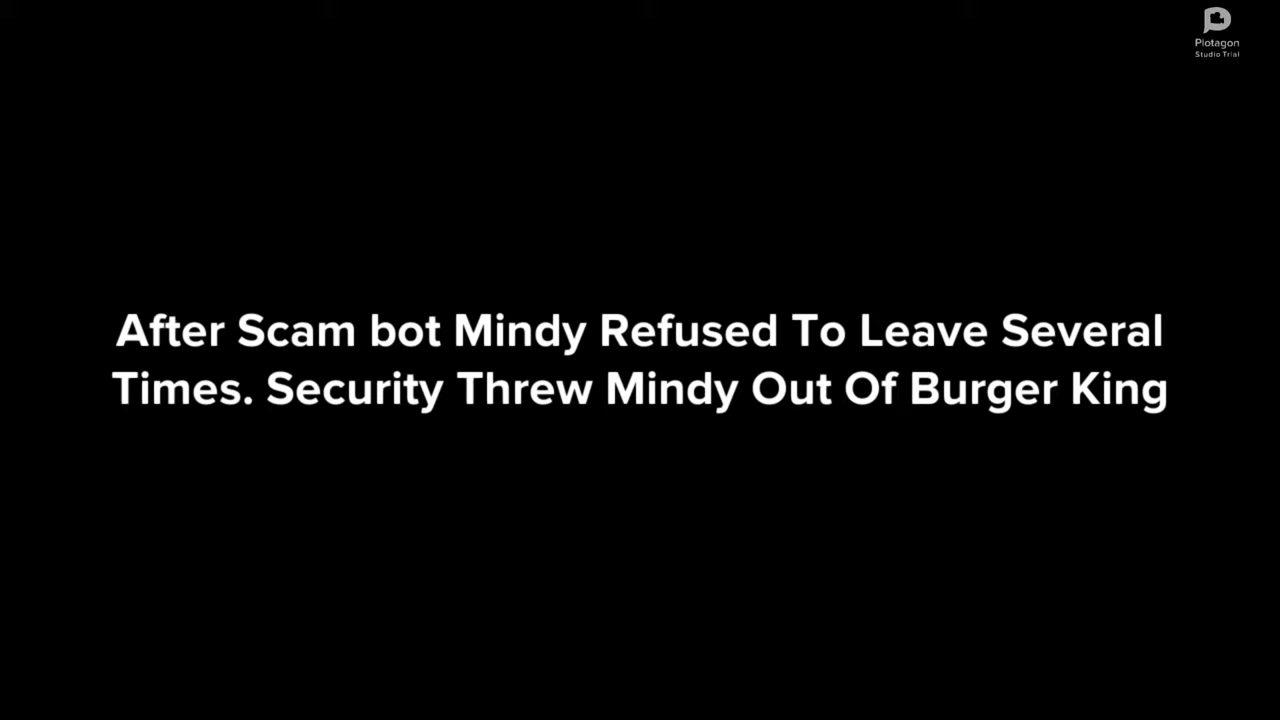 Plotagon
Studio Trial
After Scam bot Mindy Refused To Leave Several
Times. Security Threw Mindy Out Of Burger King